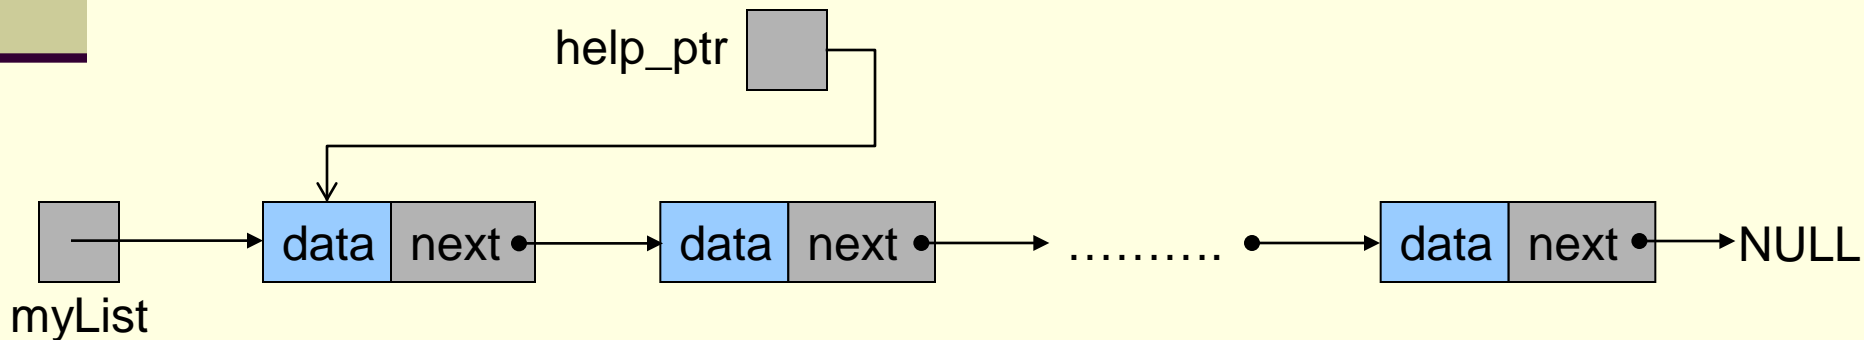 help_ptr
data next data next .......... data next NULL
myList